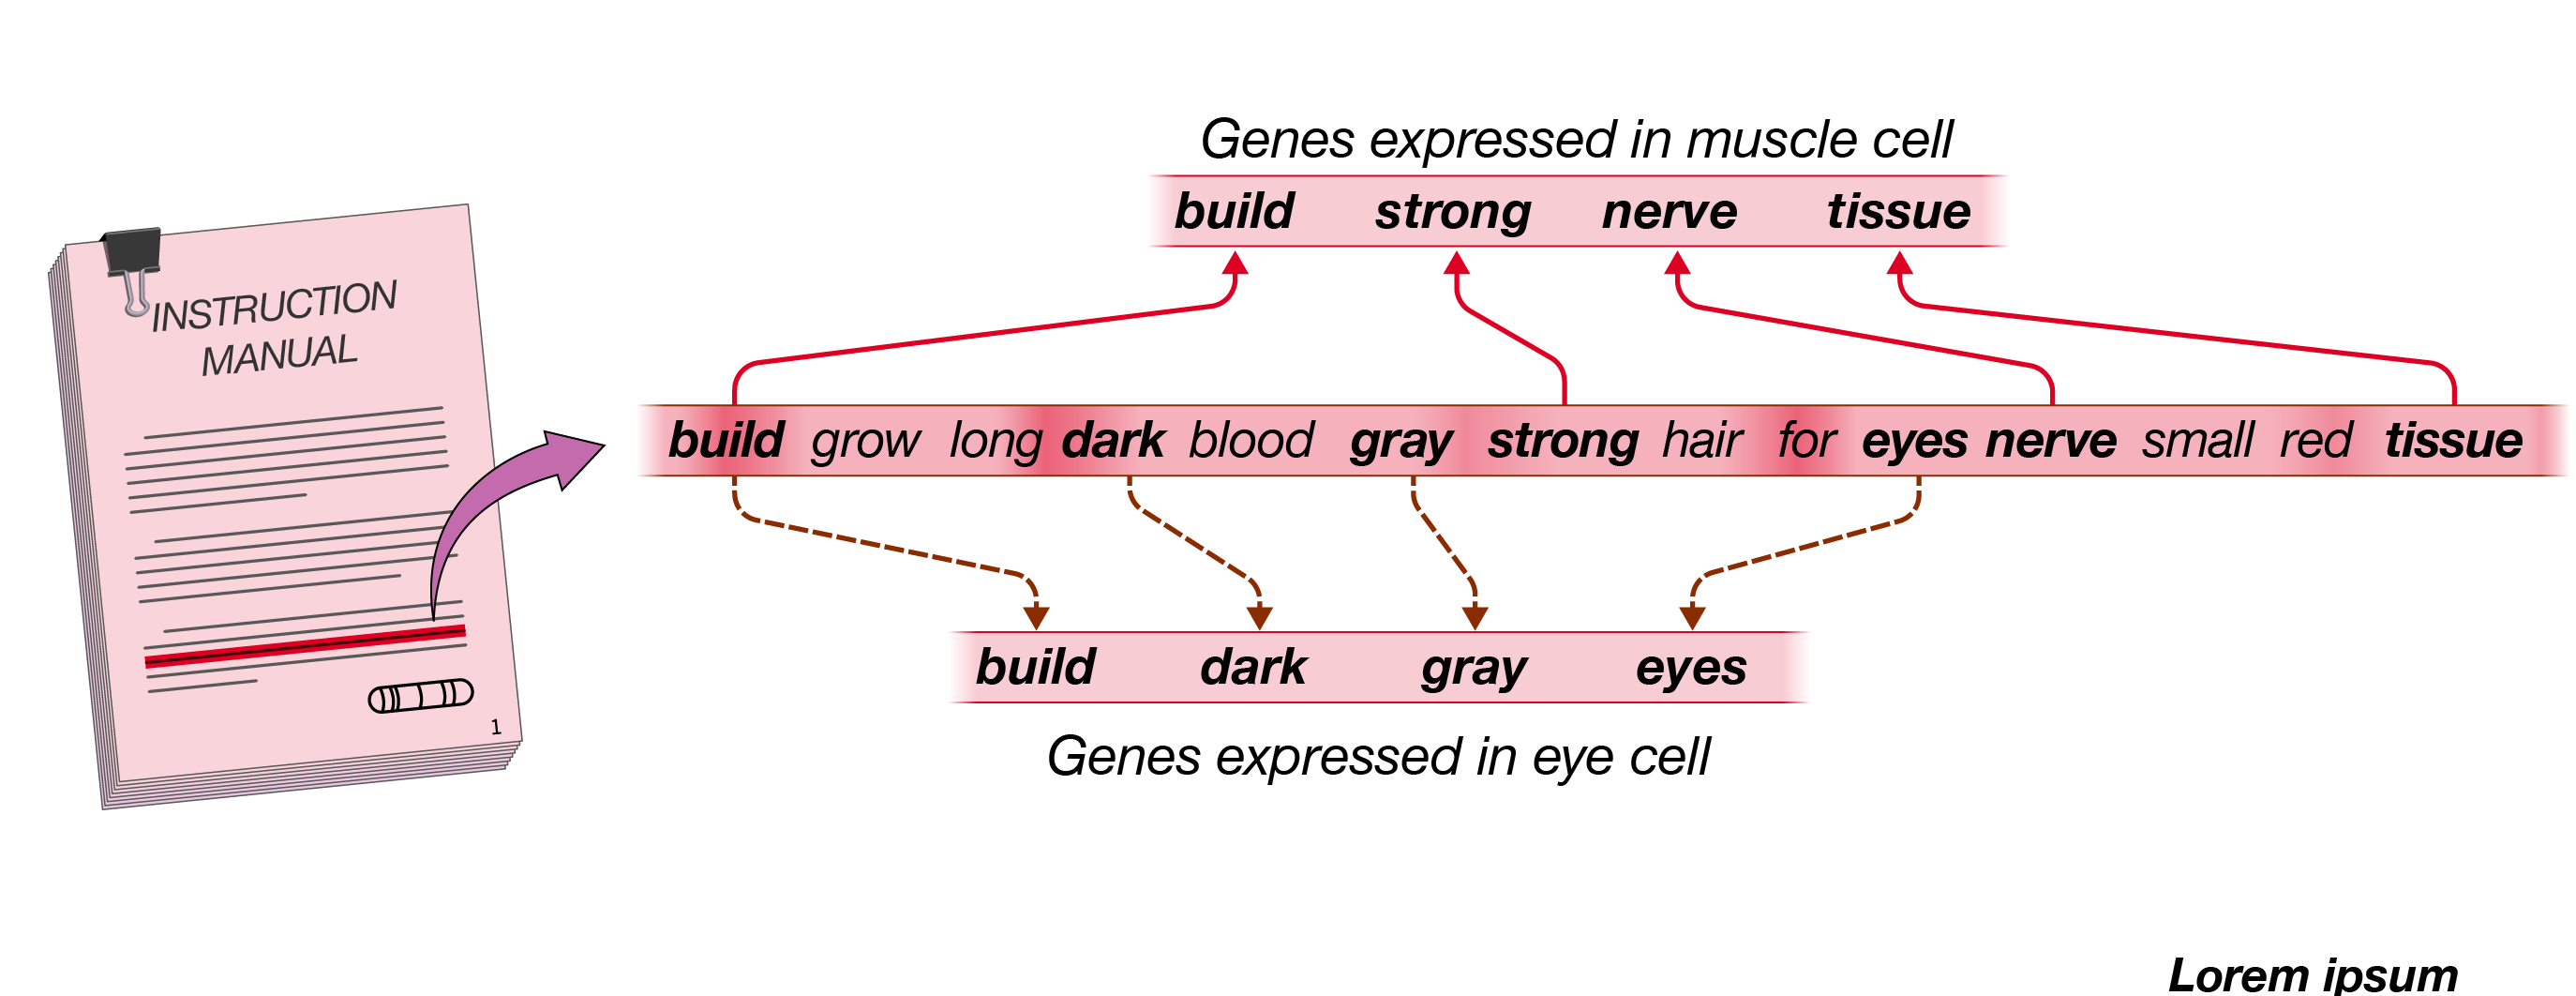 Genes expressed in muscle cell
build strong nerve tissue
INSTRUCTION
MANUAL
build grow long dark blood gray strong hair for eyes nerve small red tissue
build dark gray eyes
1
Genes expressed in eye cell
Lorem ipsum